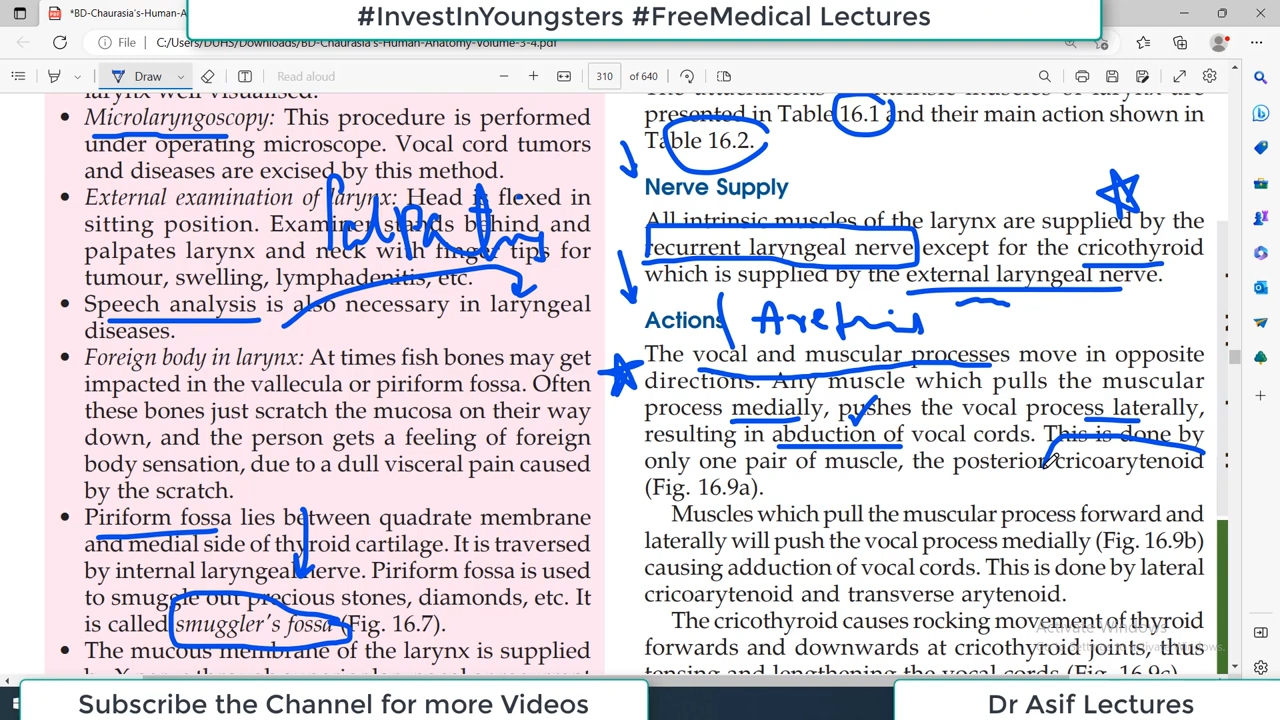 #InvestInYoungsters #FreeMedical Lectures
*BD-Chaurasia's-Human-A
File
C:/Users/DUHS/Downloads/BD-Chaurasia's-Human-Anatomy-Volume-3-4.pdf
Draw
Read aloud
310 of 640
larynx well visualised.
• Microlaryngoscopy: This procedure is performed
under operating microscope. Vocal cord tumors
and diseases are excised by this method.
• External examination of larynx: Head is flexed in
sitting position. Examiner stands behind and
palpates larynx and neck with finger tips for
tumour, swelling, lymphadenitis, etc.
• Speech analysis is also necessary in laryngeal
diseases.
• Foreign body in larynx: At times fish bones may get
impacted in the vallecula or piriform fossa. Often
these bones just scratch the mucosa on their way
down, and the person gets a feeling of foreign
body sensation, due to a dull visceral pain caused
by the scratch.
• Piriform fossa lies between quadrate membrane
and medial side of thyroid cartilage. It is traversed
by internal laryngeal nerve. Piriform fossa is used
to smuggle out precious stones, diamonds, etc. It
is called smuggler's fossa (Fig. 16.7).
• The mucous membrane of the larynx is supplied
presented in Table 16.1 and their main action shown in
Table 16.2.
Nerve Supply
All intrinsic muscles of the larynx are supplied by the
recurrent laryngeal nerve except for the cricothyroid
which is supplied by the external laryngeal nerve.
Actions
The vocal and muscular processes move in opposite
directions. Any muscle which pulls the muscular
process medially, pushes the vocal process laterally,
resulting in abduction of vocal cords. This is done by
only one pair of muscle, the posterior cricoarytenoid
(Fig. 16.9a).
Muscles which pull the muscular process forward and
laterally will push the vocal process medially (Fig. 16.9b)
causing adduction of vocal cords. This is done by lateral
cricoarytenoid and transverse arytenoid.
The cricothyroid causes rocking movement of thyroid
forwards and downwards at cricothyroid joints, thus
tensing and lengthening the vocal cords (Fig. 16.9c).
Activate Windows
Subscribe the Channel for more Videos
Dr Asif Lectures